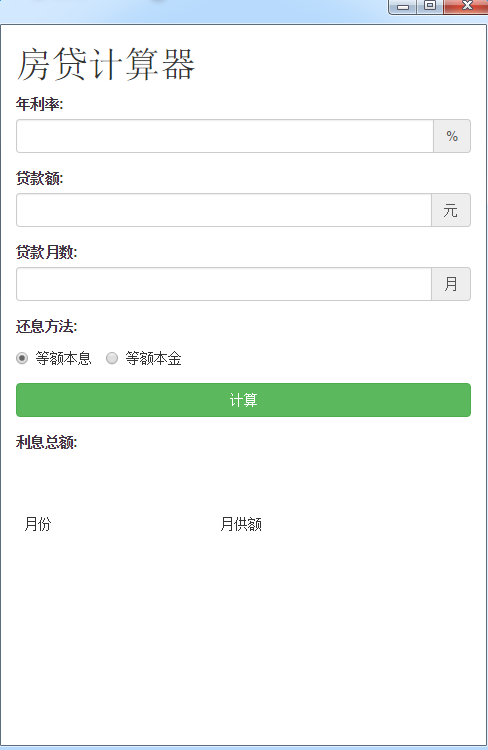 房贷计算器
年利率:
%
贷款额:
元
贷款月数:
月
还息方法:
等额本息 等额本金
计算
利息总额:
月份 月供额